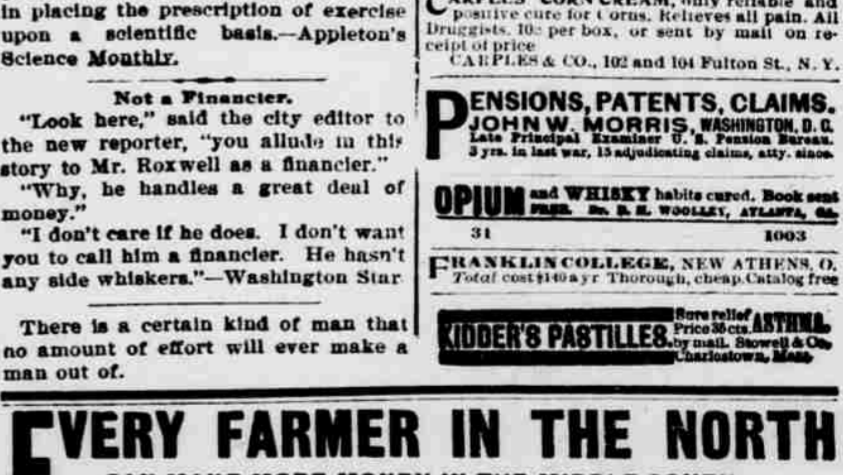 in placing the prescription of exercise
upon a scientific basis.—Appleton's
Science Monthly.
Not a Financier.
"Look here," said the city editor to
the new reporter, "you allude in this
story to Mr. Roxwell as a financier."
"Why, he handles a great deal of
money."
"I don't care if he does. I don't want
you to call him a financier. He hasn't
any side whiskers."—Washington Star
There is a certain kind of man that
no amount of effort will ever make a
man out of.
CORN CREAM, only reliable and
positive cure for Corns. Relieves all pain. All
Druggists. 10c per box, or sent by mail on re-
ceipt of price
CARPLES & CO., 102 and 104 Fulton St., N. Y.
PENSIONS, PATENTS, CLAIMS.
JOHN W. MORRIS, WASHINGTON, D. C.
Late Principal Examiner U. S. Pension Bureau.
3 yrs. in last war, 15 adjudicating claims, atty. since.
OPIUM and WHISKY habits cured. Book sent
FREE. Dr. B. M. WOOLLEY, ATLANTA, GA.
31 1003
FRANKLIN COLLEGE, NEW ATHENS, O.
Total cost $140 a yr Thorough, cheap. Catalog free
KIDDER'S PASTILLES. Sure relief ASTHMA.
Price 35 cts.
by mail. Stowell & Co.
Charlestown, Mass.
EVERY FARMER IN THE NORTH